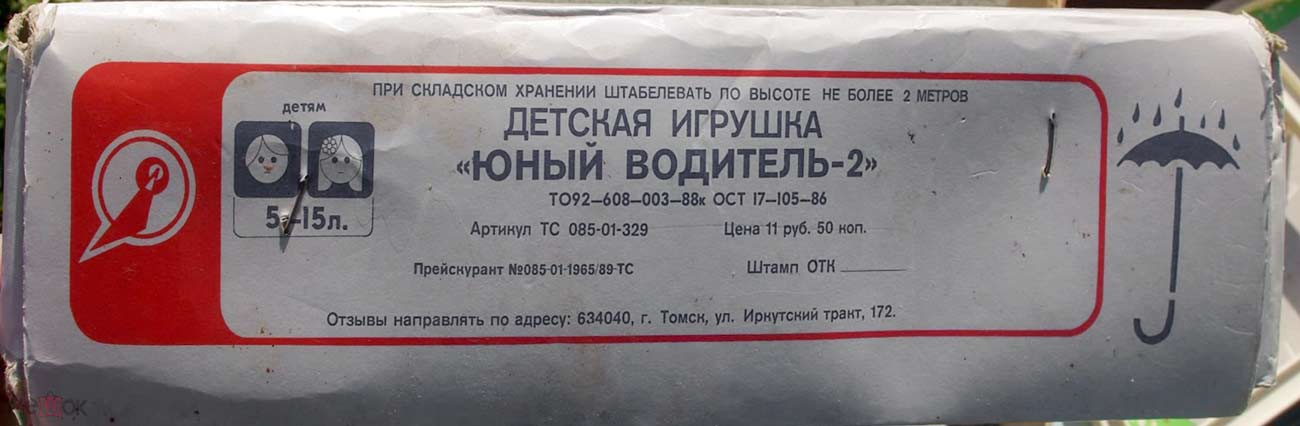 ПРИ СКЛАДСКОМ ХРАНЕНИИ ШТАБЕЛЕВАТЬ ПО ВЫСОТЕ НЕ БОЛЕЕ 2 МЕТРОВ
детям
5-15л.
ДЕТСКАЯ ИГРУШКА
«ЮНЫЙ ВОДИТЕЛЬ-2»
ТО92-608-003-88к ОСТ 17-105-86
Артикул ТС 085-01-329 Цена 11 руб. 50 коп.
Прейскурант №085-01-1965/89-ТС Штамп ОТК
Отзывы направлять по адресу: 634040, г. Томск, ул. Иркутский тракт, 172.